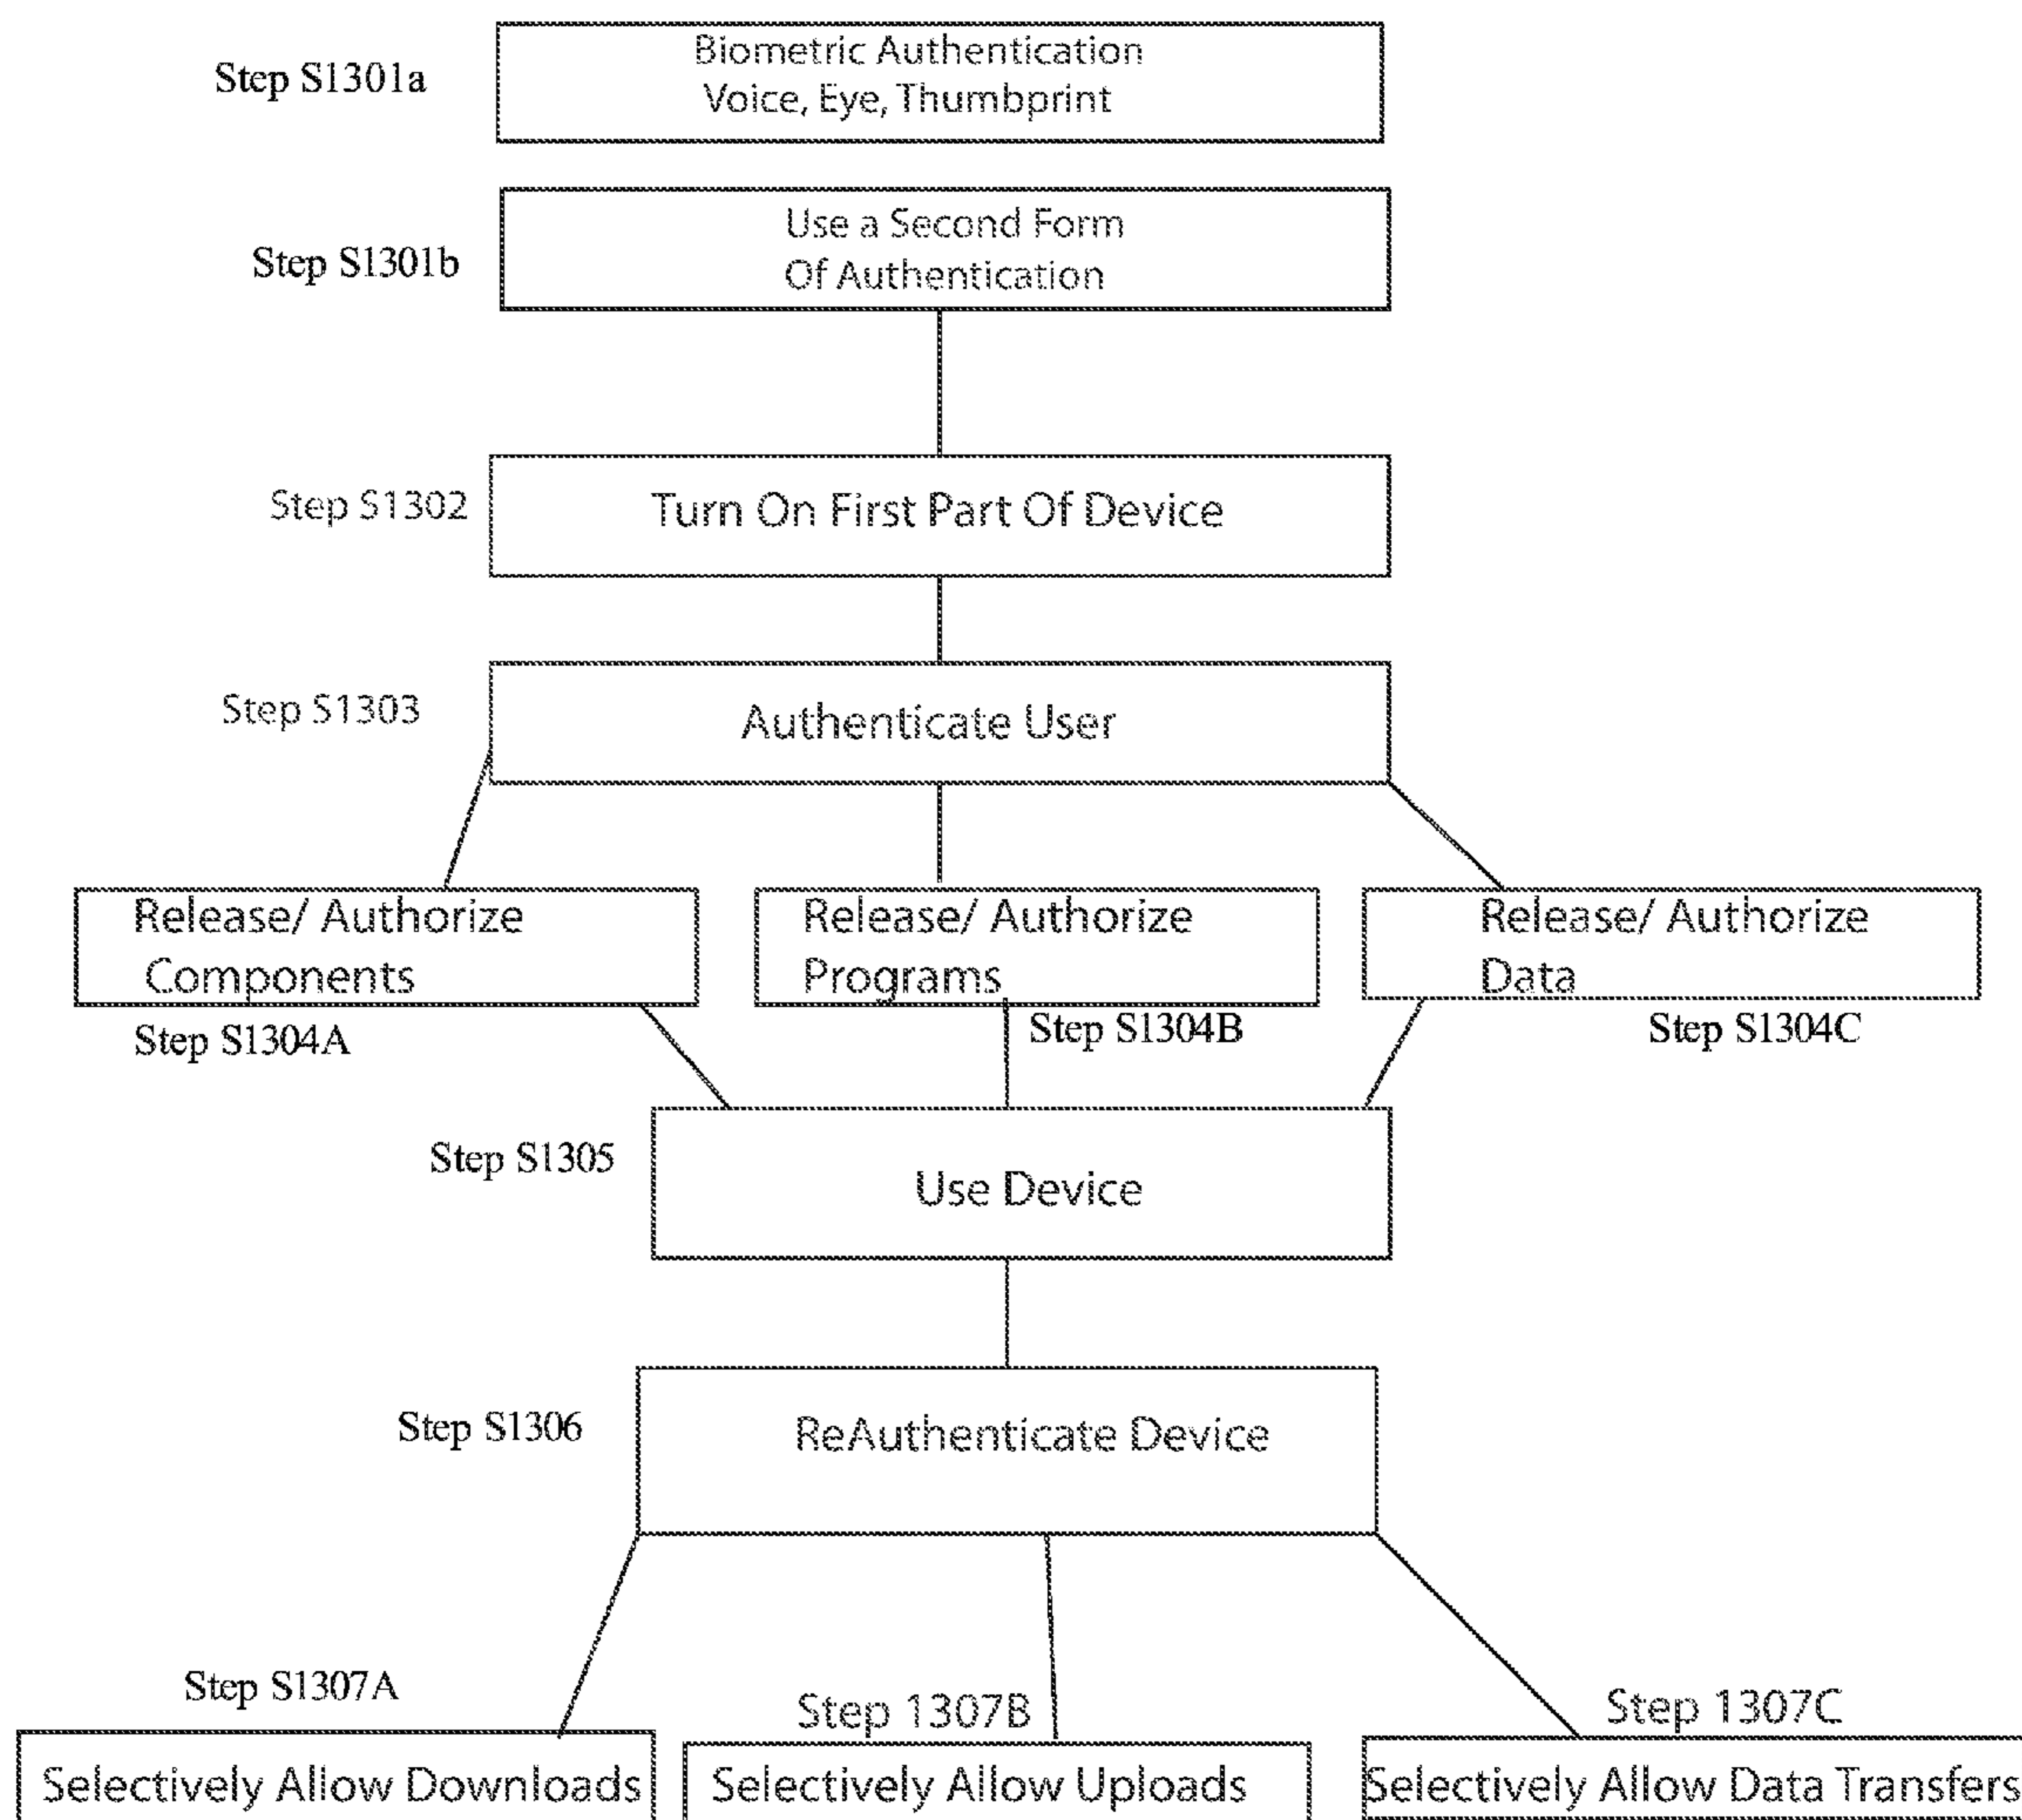 Step S1301a
Biometric Authentication
Voice, Eye, Thumbprint
Step S1301b
Use a Second Form
Of Authentication
Step S1302
Turn On First Part Of Device
Step S1303
Authenticate User
Release/ Authorize
Components
Step S1304A
Release/ Authorize
Programs
Step S1304B
Release/ Authorize
Data
Step S1304C
Step S1305
Use Device
Step S1306
ReAuthenticate Device
Step S1307A
Selectively Allow Downloads
Step 1307B
Selectively Allow Uploads
Step 1307C
Selectively Allow Data Transfers